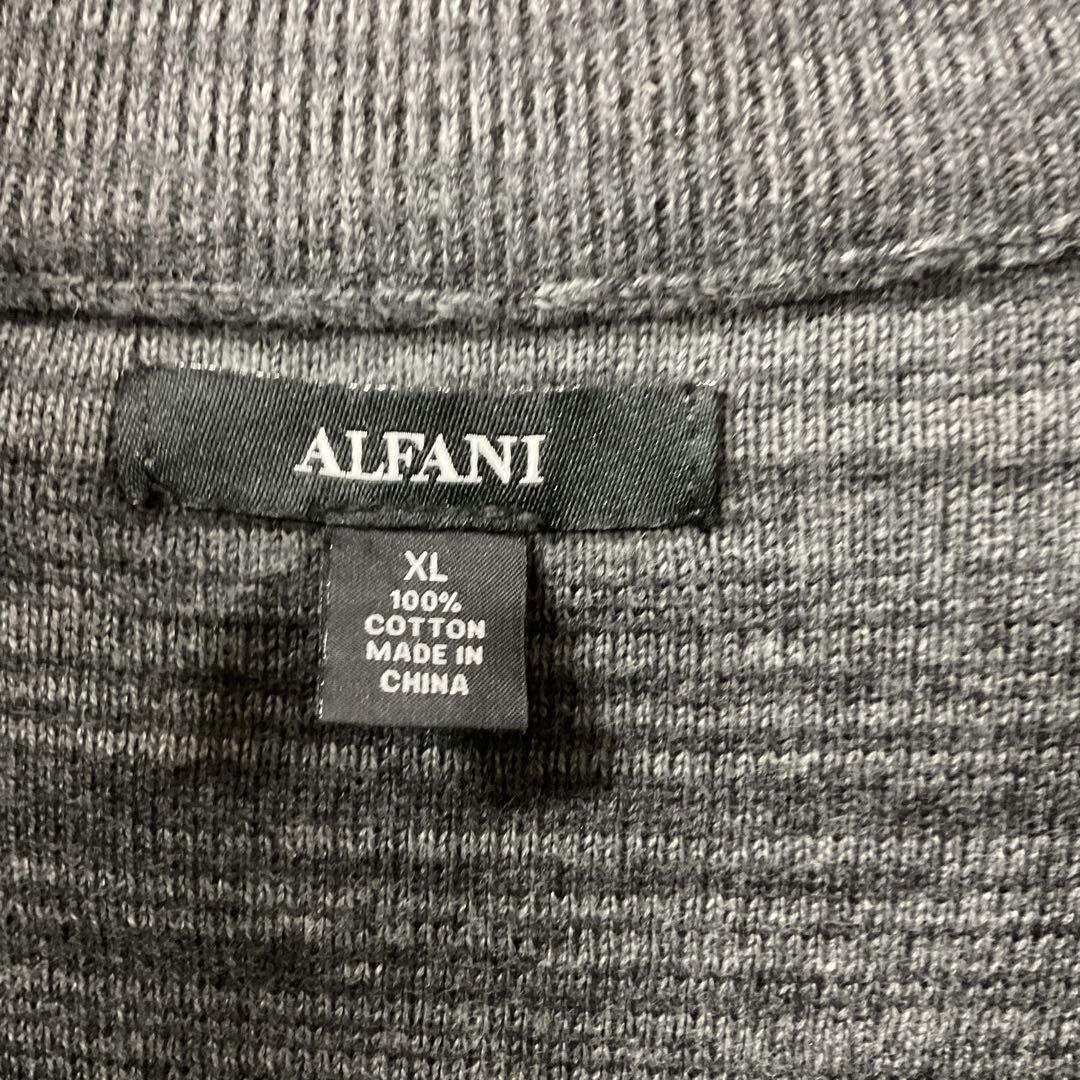 ALFANI
XL
100%
COTTON
MADE IN
CHINA